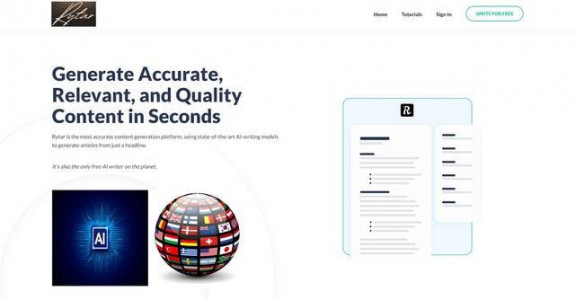 Rytar
Home Tutorials Sign In WRITE FOR FREE
Generate Accurate,
Relevant, and Quality
Content in Seconds
Rytar is the most accurate content generation platform, using state-of-the-art AI-writing models
to generate articles from just a headline.
It's also the only free AI writer on the planet.
R
AI